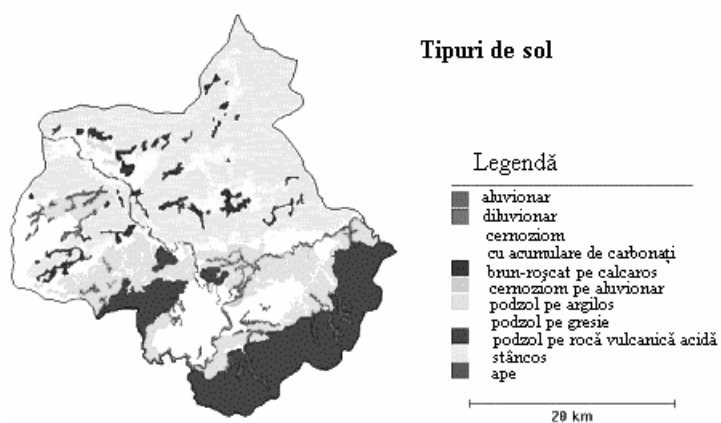 Tipuri de sol
Legendă
aluvionar
diluvionar
cernoziom
cu acumulare de carbonați
brun-roșcat pe calcaros
cernoziom pe aluvionar
podzol pe argilos
podzol pe gresie
podzol pe rocă vulcanică acidă
stâncos
ape
20 km